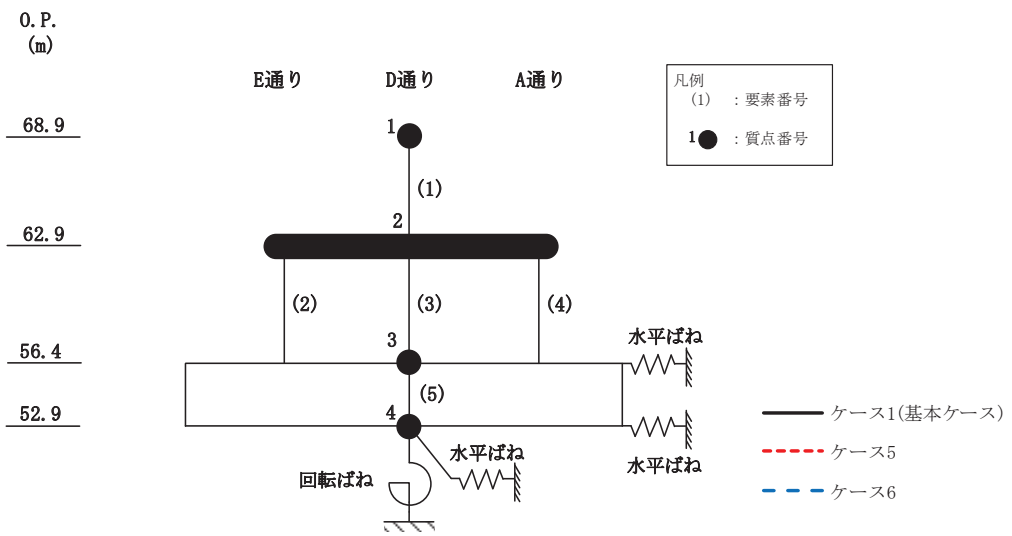 O.P.
(m)
E通り
D通り
A通り
凡例
(1) ：要素番号
1 ：質点番号
68.9
1
(1)
62.9
2
(2)
(3)
(4)
56.4
3
水平ばね
(5)
52.9
4
水平ばね
水平ばね
回転ばね
ケース1(基本ケース)
ケース5
ケース6